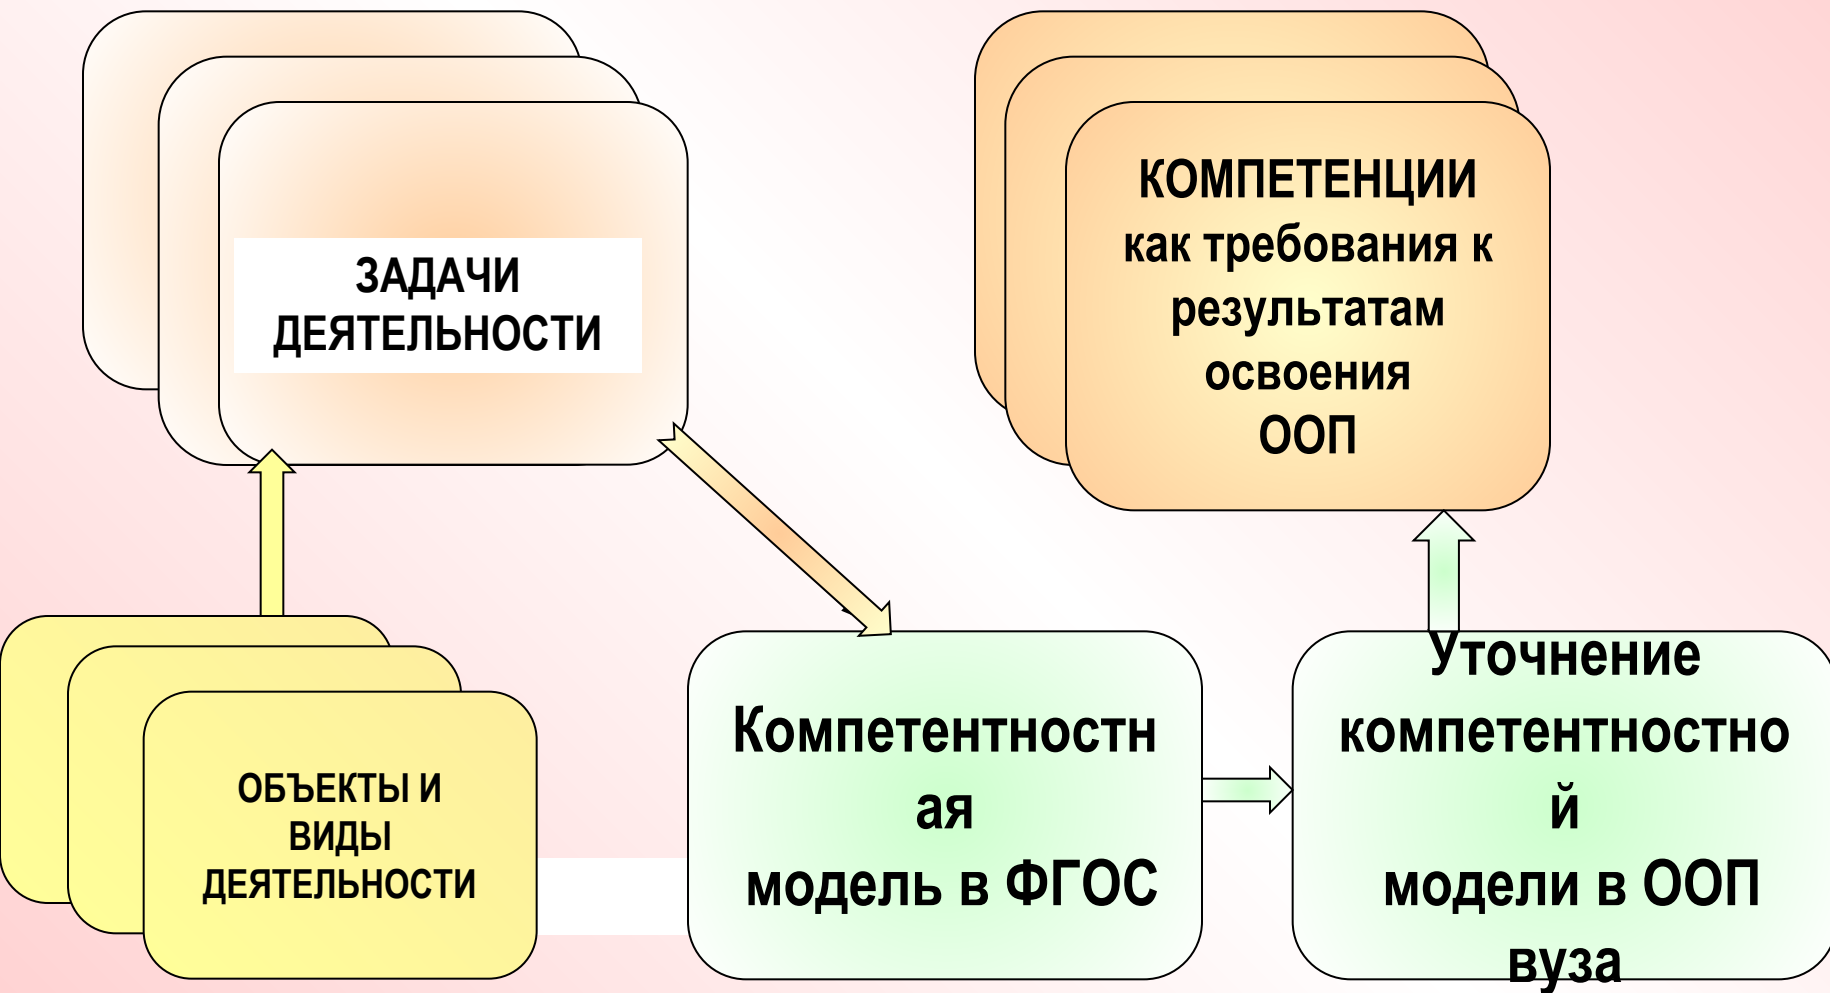 ЗАДАЧИ
ДЕЯТЕЛЬНОСТИ
КОМПЕТЕНЦИИ
как требования к
результатам
освоения
ООП
ОБЪЕКТЫ И
ВИДЫ
ДЕЯТЕЛЬНОСТИ
Компетентностн
ая
модель в ФГОС
Уточнение
компетентностно
й
модели в ООП
вуза